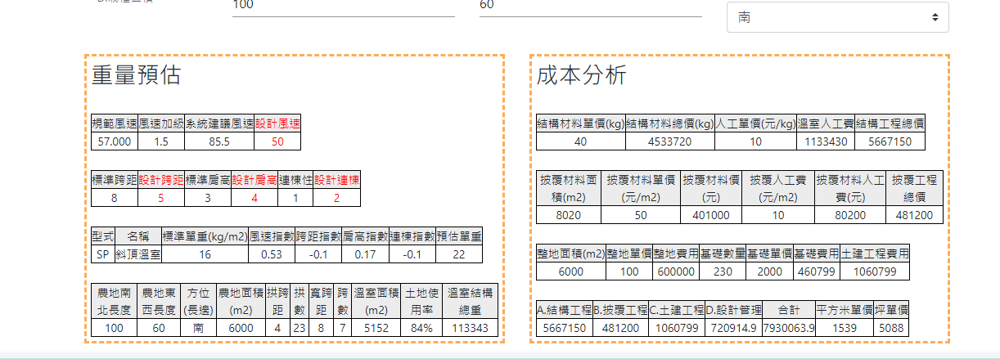 100 60
南
重量預估
規範風速 風速加級 系統建議風速 設計風速
57.000 1.5 85.5 50
標準跨距 設計跨距 標準肩高 設計肩高 連棟性 設計連棟
8 5 3 4 1 2
型式 名稱 標準單重(kg/m2) 風速指數 跨距指數 肩高指數 連棟指數 預估單重
SP 斜頂溫室 16 0.53 -0.1 0.17 -0.1 22
農地南 農地東 方位 農地面積 拱跨 拱 寬跨 跨 溫室面積 土地使 溫室結構
北長度 西長度 (長邊) (m2) 距 數 距 數 (m2) 用率 總重
100 60 南 6000 4 23 8 7 5152 84% 113343
成本分析
結構材料單價(kg) 結構材料總價(kg) 人工單價(元/kg) 溫室人工費 結構工程總價
40 4533720 10 1133430 5667150
披覆材料面 披覆材料單價 披覆材料價 披覆人工費 披覆材料人工 披覆工程
積(m2) (元/m2) (元) (元/m2) 費(元) 總價
8020 50 401000 10 80200 481200
整地面積(m2) 整地單價 整地費用 基礎數量 基礎單價 基礎費用 土建工程費用
6000 100 600000 230 2000 460799 1060799
A.結構工程 B.披覆工程 C.土建工程 D.設計管理 合計 平方米單價 坪單價
5667150 481200 1060799 720914.9 7930063.9 1539 5088